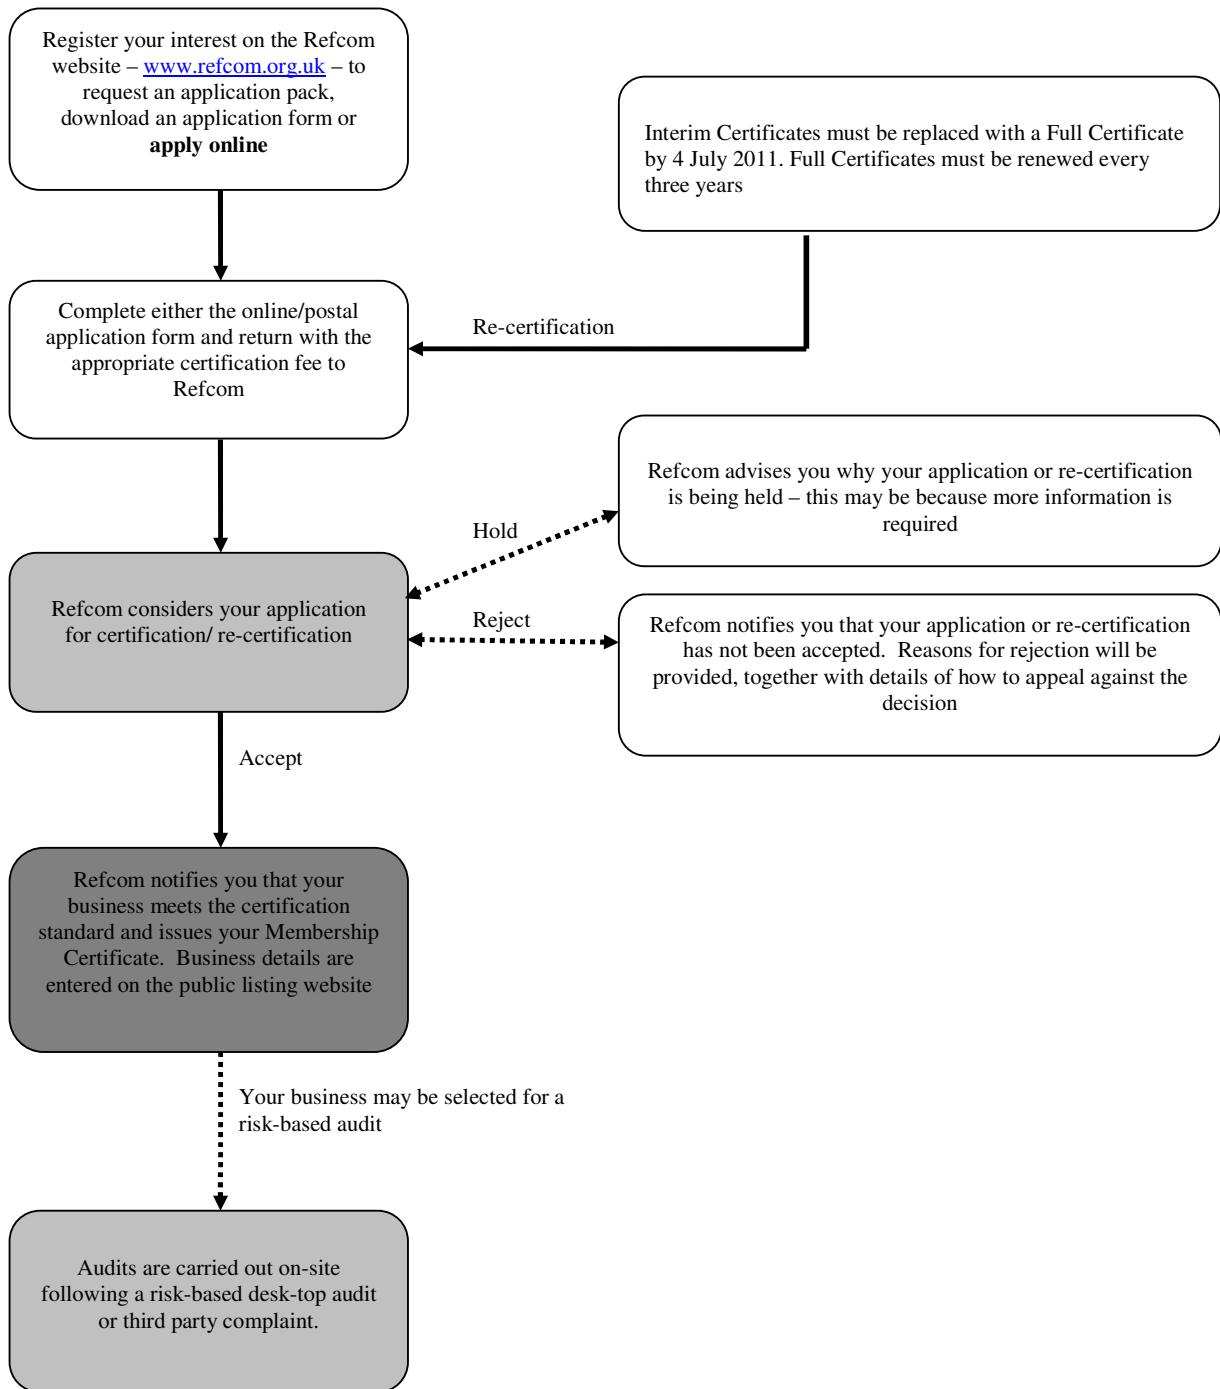 Register your interest on the Refcom
website – www.refcom.org.uk – to
request an application pack,
download an application form or
apply online
Interim Certificates must be replaced with a Full Certificate
by 4 July 2011. Full Certificates must be renewed every
three years
Complete either the online/postal
application form and return with the
appropriate certification fee to
Refcom
Re-certification
Refcom advises you why your application or re-certification
is being held – this may be because more information is
required
Hold
Refcom considers your application
for certification/ re-certification
Reject
Refcom notifies you that your application or re-certification
has not been accepted.  Reasons for rejection will be
provided, together with details of how to appeal against the
decision
Accept
Refcom notifies you that your
business meets the certification
standard and issues your Membership
Certificate.  Business details are
entered on the public listing website
Your business may be selected for a
risk-based audit
Audits are carried out on-site
following a risk-based desk-top audit
or third party complaint.